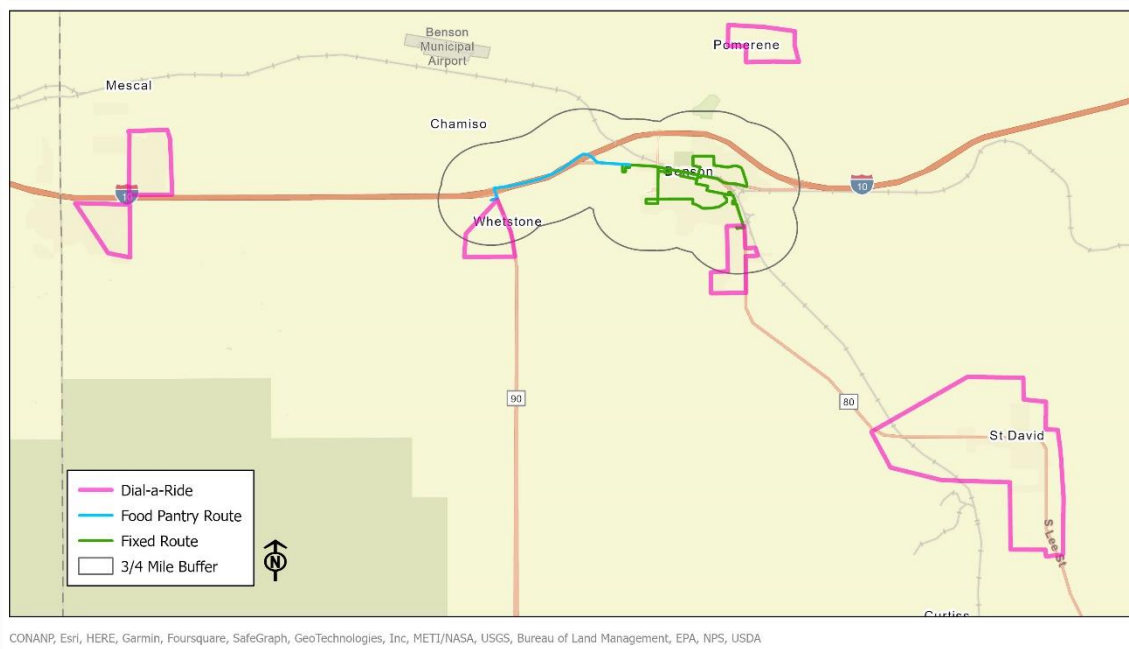 Benson
Municipal
Airport
Pomerene
Mescal
Chamiso
Benson
10
10
Whetstone
90
80
St David
S Lee St
Curtiss
Dial-a-Ride
Food Pantry Route
Fixed Route
3/4 Mile Buffer
N
CONANP, Esri, HERE, Garmin, Foursquare, SafeGraph, GeoTechnologies, Inc, METI/NASA, USGS, Bureau of Land Management, EPA, NPS, USDA